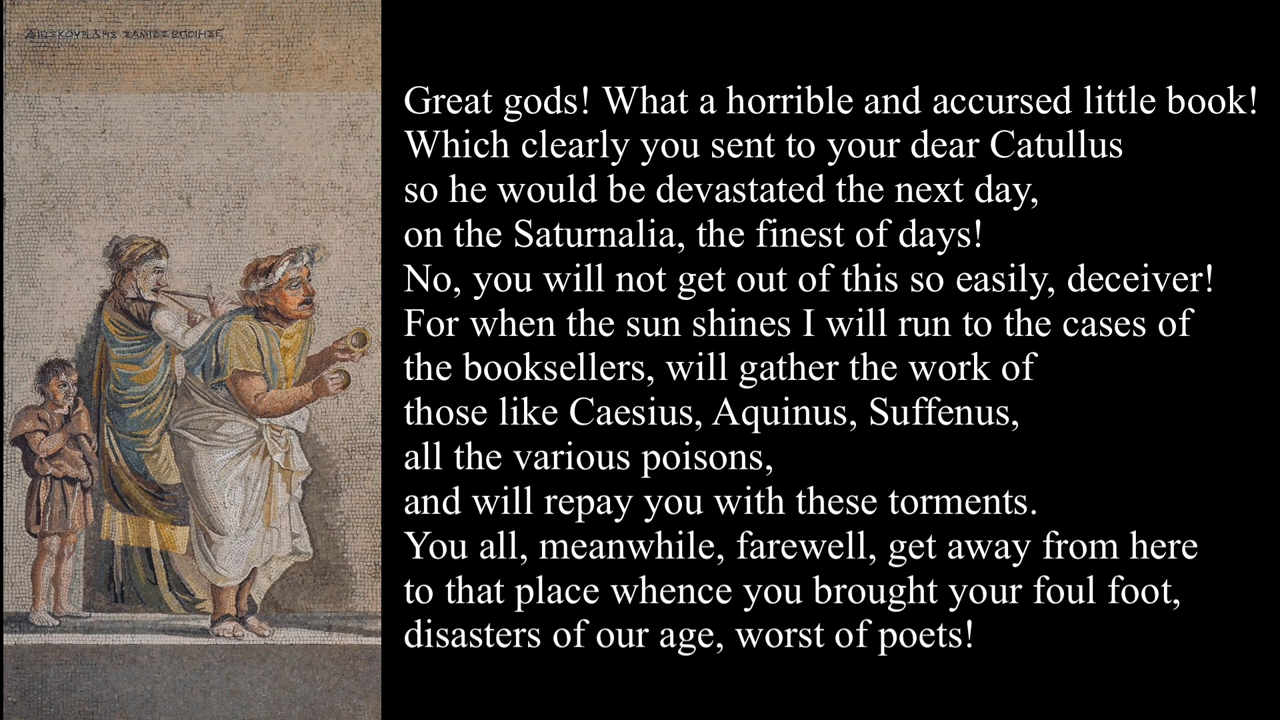 ΔΙΟΣΚΟΥΡΙΔΗΣ ΣΑΜΙΟΣ ΕΠΟΙΗΣΕ
Great gods! What a horrible and accursed little book!
Which clearly you sent to your dear Catullus
so he would be devastated the next day,
on the Saturnalia, the finest of days!
No, you will not get out of this so easily, deceiver!
For when the sun shines I will run to the cases of
the booksellers, will gather the work of
those like Caesius, Aquinus, Suffenus,
all the various poisons,
and will repay you with these torments.
You all, meanwhile, farewell, get away from here
to that place whence you brought your foul foot,
disasters of our age, worst of poets!